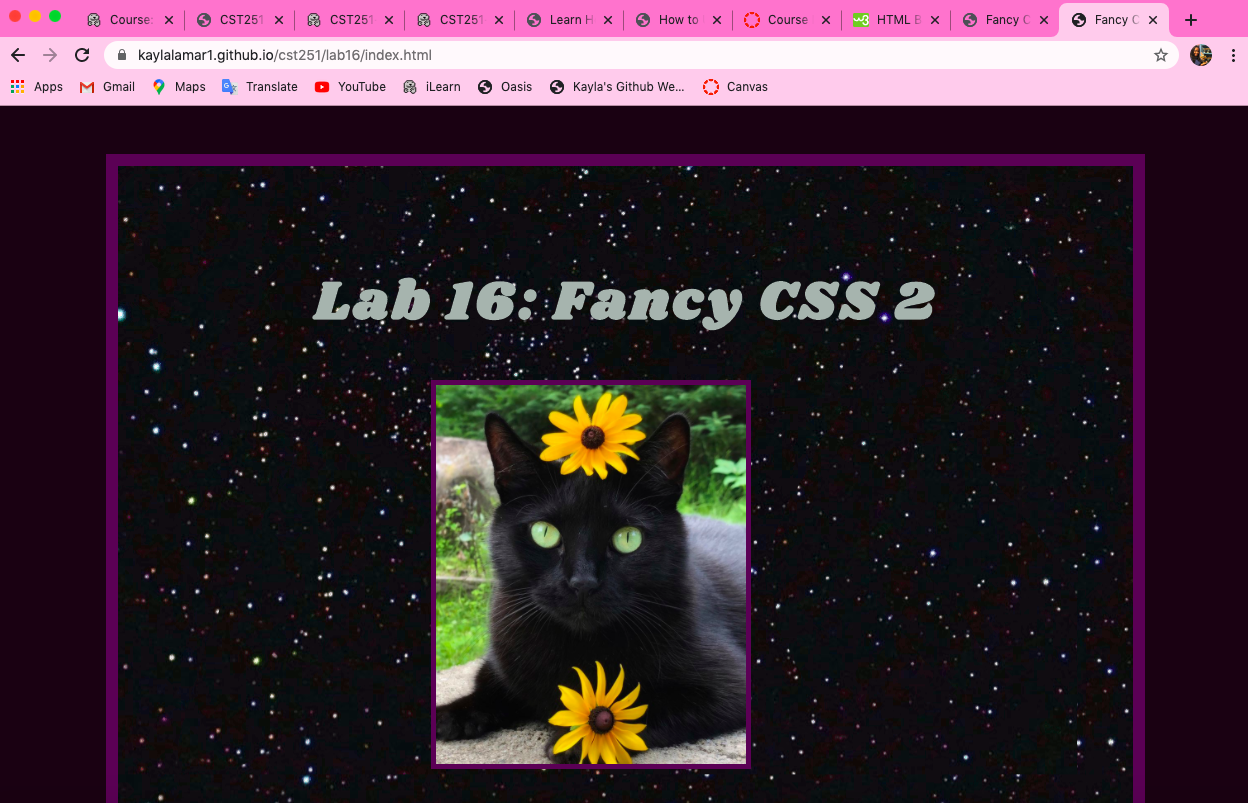 Course: CST251 CST251 CST251 Learn H How to Course HTML B Fancy C Fancy C
kaylalamar1.github.io/cst251/lab16/index.html
Apps Gmail Maps Translate YouTube iLearn Oasis Kayla's Github We... Canvas
Lab 16: Fancy CSS 2